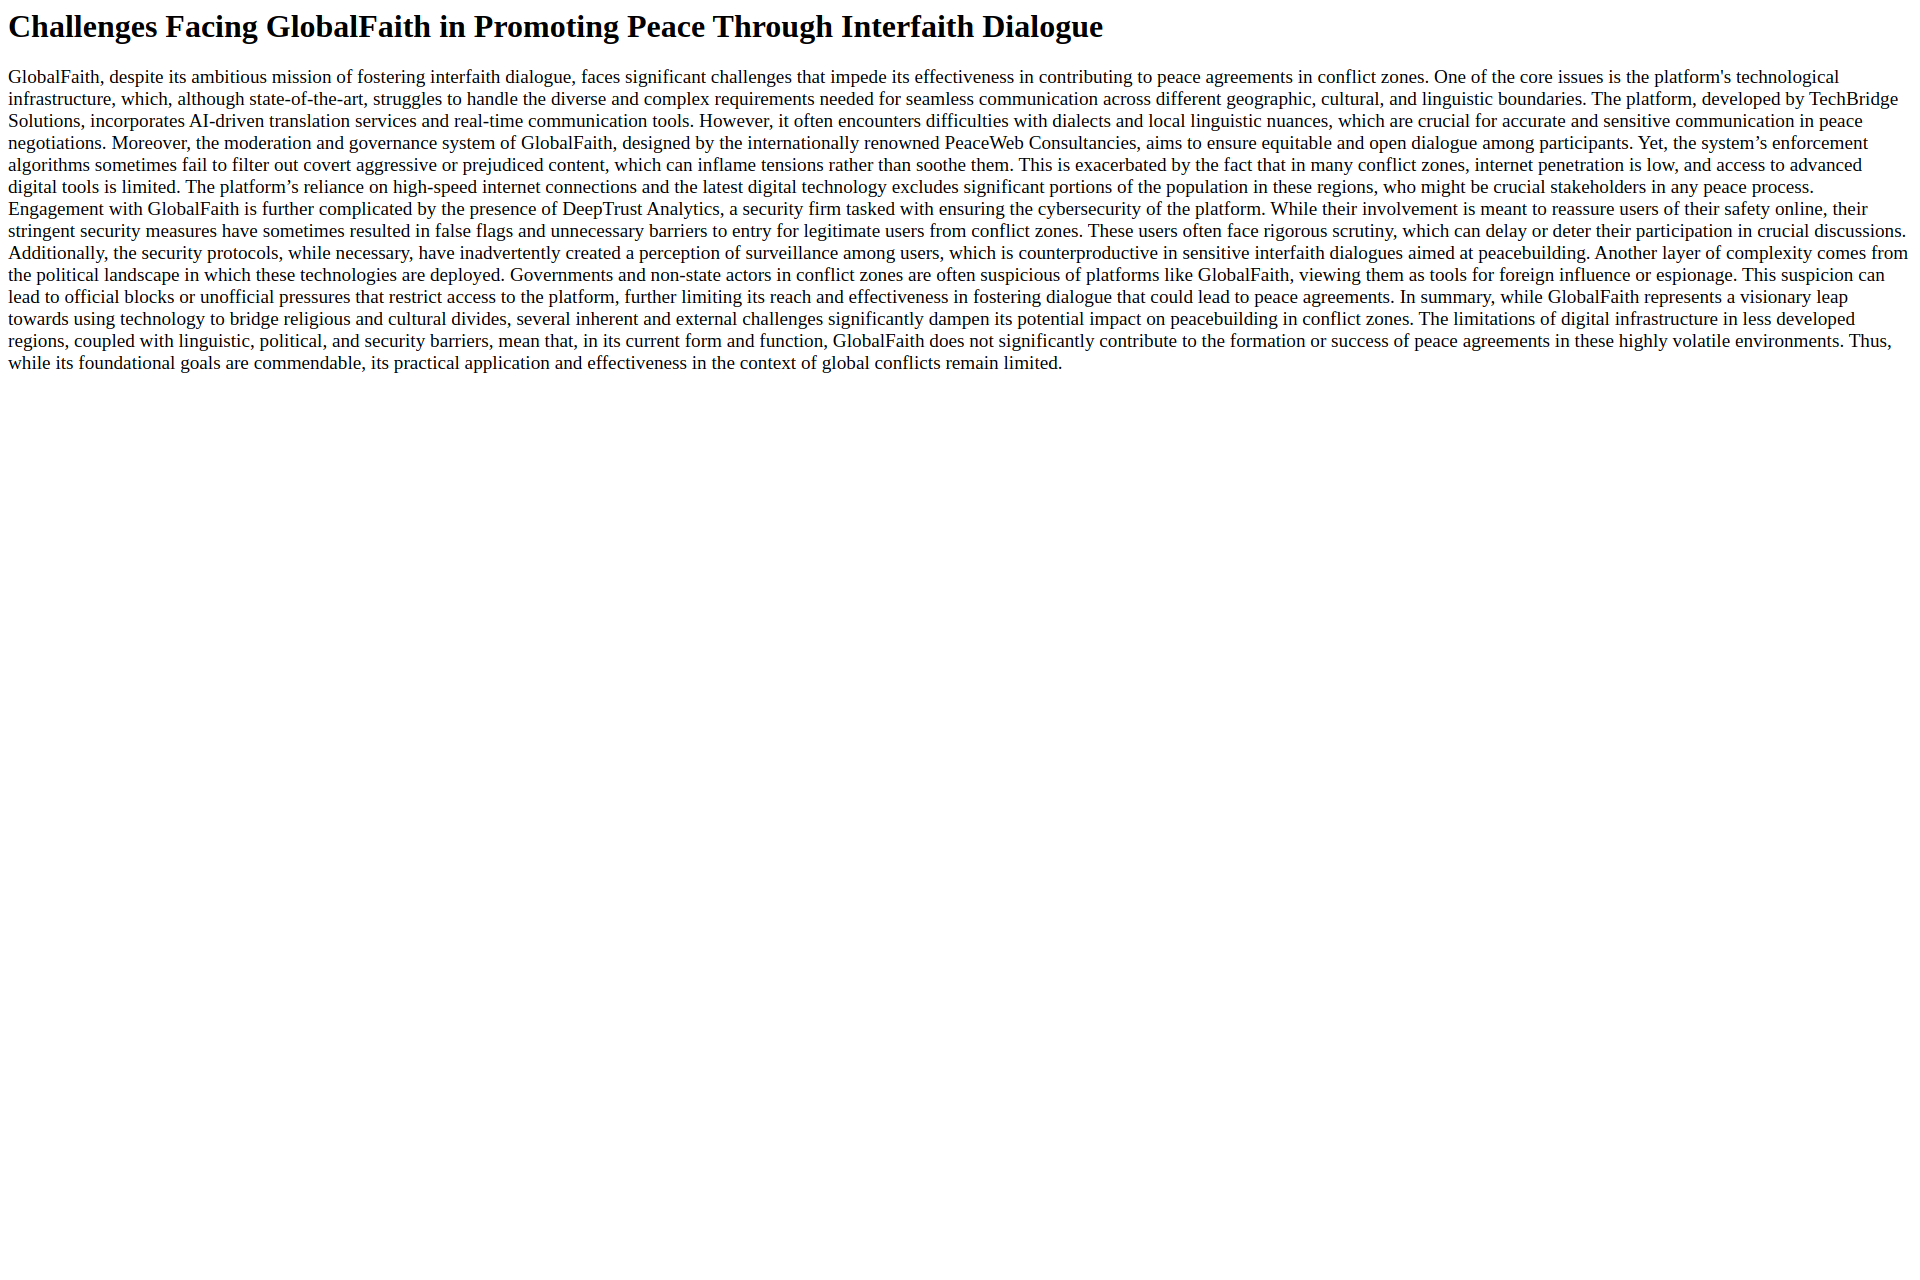 Challenges Facing GlobalFaith in Promoting Peace Through Interfaith Dialogue
GlobalFaith, despite its ambitious mission of fostering interfaith dialogue, faces significant challenges that impede its effectiveness in contributing to peace agreements in conflict zones. One of the core issues is the platform's technological
infrastructure, which, although state-of-the-art, struggles to handle the diverse and complex requirements needed for seamless communication across different geographic, cultural, and linguistic boundaries. The platform, developed by TechBridge
Solutions, incorporates AI-driven translation services and real-time communication tools. However, it often encounters difficulties with dialects and local linguistic nuances, which are crucial for accurate and sensitive communication in peace
negotiations. Moreover, the moderation and governance system of GlobalFaith, designed by the internationally renowned PeaceWeb Consultancies, aims to ensure equitable and open dialogue among participants. Yet, the system’s enforcement
algorithms sometimes fail to filter out covert aggressive or prejudiced content, which can inflame tensions rather than soothe them. This is exacerbated by the fact that in many conflict zones, internet penetration is low, and access to advanced
digital tools is limited. The platform’s reliance on high-speed internet connections and the latest digital technology excludes significant portions of the population in these regions, who might be crucial stakeholders in any peace process.
Engagement with GlobalFaith is further complicated by the presence of DeepTrust Analytics, a security firm tasked with ensuring the cybersecurity of the platform. While their involvement is meant to reassure users of their safety online, their
stringent security measures have sometimes resulted in false flags and unnecessary barriers to entry for legitimate users from conflict zones. These users often face rigorous scrutiny, which can delay or deter their participation in crucial discussions.
Additionally, the security protocols, while necessary, have inadvertently created a perception of surveillance among users, which is counterproductive in sensitive interfaith dialogues aimed at peacebuilding. Another layer of complexity comes from
the political landscape in which these technologies are deployed. Governments and non-state actors in conflict zones are often suspicious of platforms like GlobalFaith, viewing them as tools for foreign influence or espionage. This suspicion can
lead to official blocks or unofficial pressures that restrict access to the platform, further limiting its reach and effectiveness in fostering dialogue that could lead to peace agreements. In summary, while GlobalFaith represents a visionary leap
towards using technology to bridge religious and cultural divides, several inherent and external challenges significantly dampen its potential impact on peacebuilding in conflict zones. The limitations of digital infrastructure in less developed
regions, coupled with linguistic, political, and security barriers, mean that, in its current form and function, GlobalFaith does not significantly contribute to the formation or success of peace agreements in these highly volatile environments. Thus,
while its foundational goals are commendable, its practical application and effectiveness in the context of global conflicts remain limited.